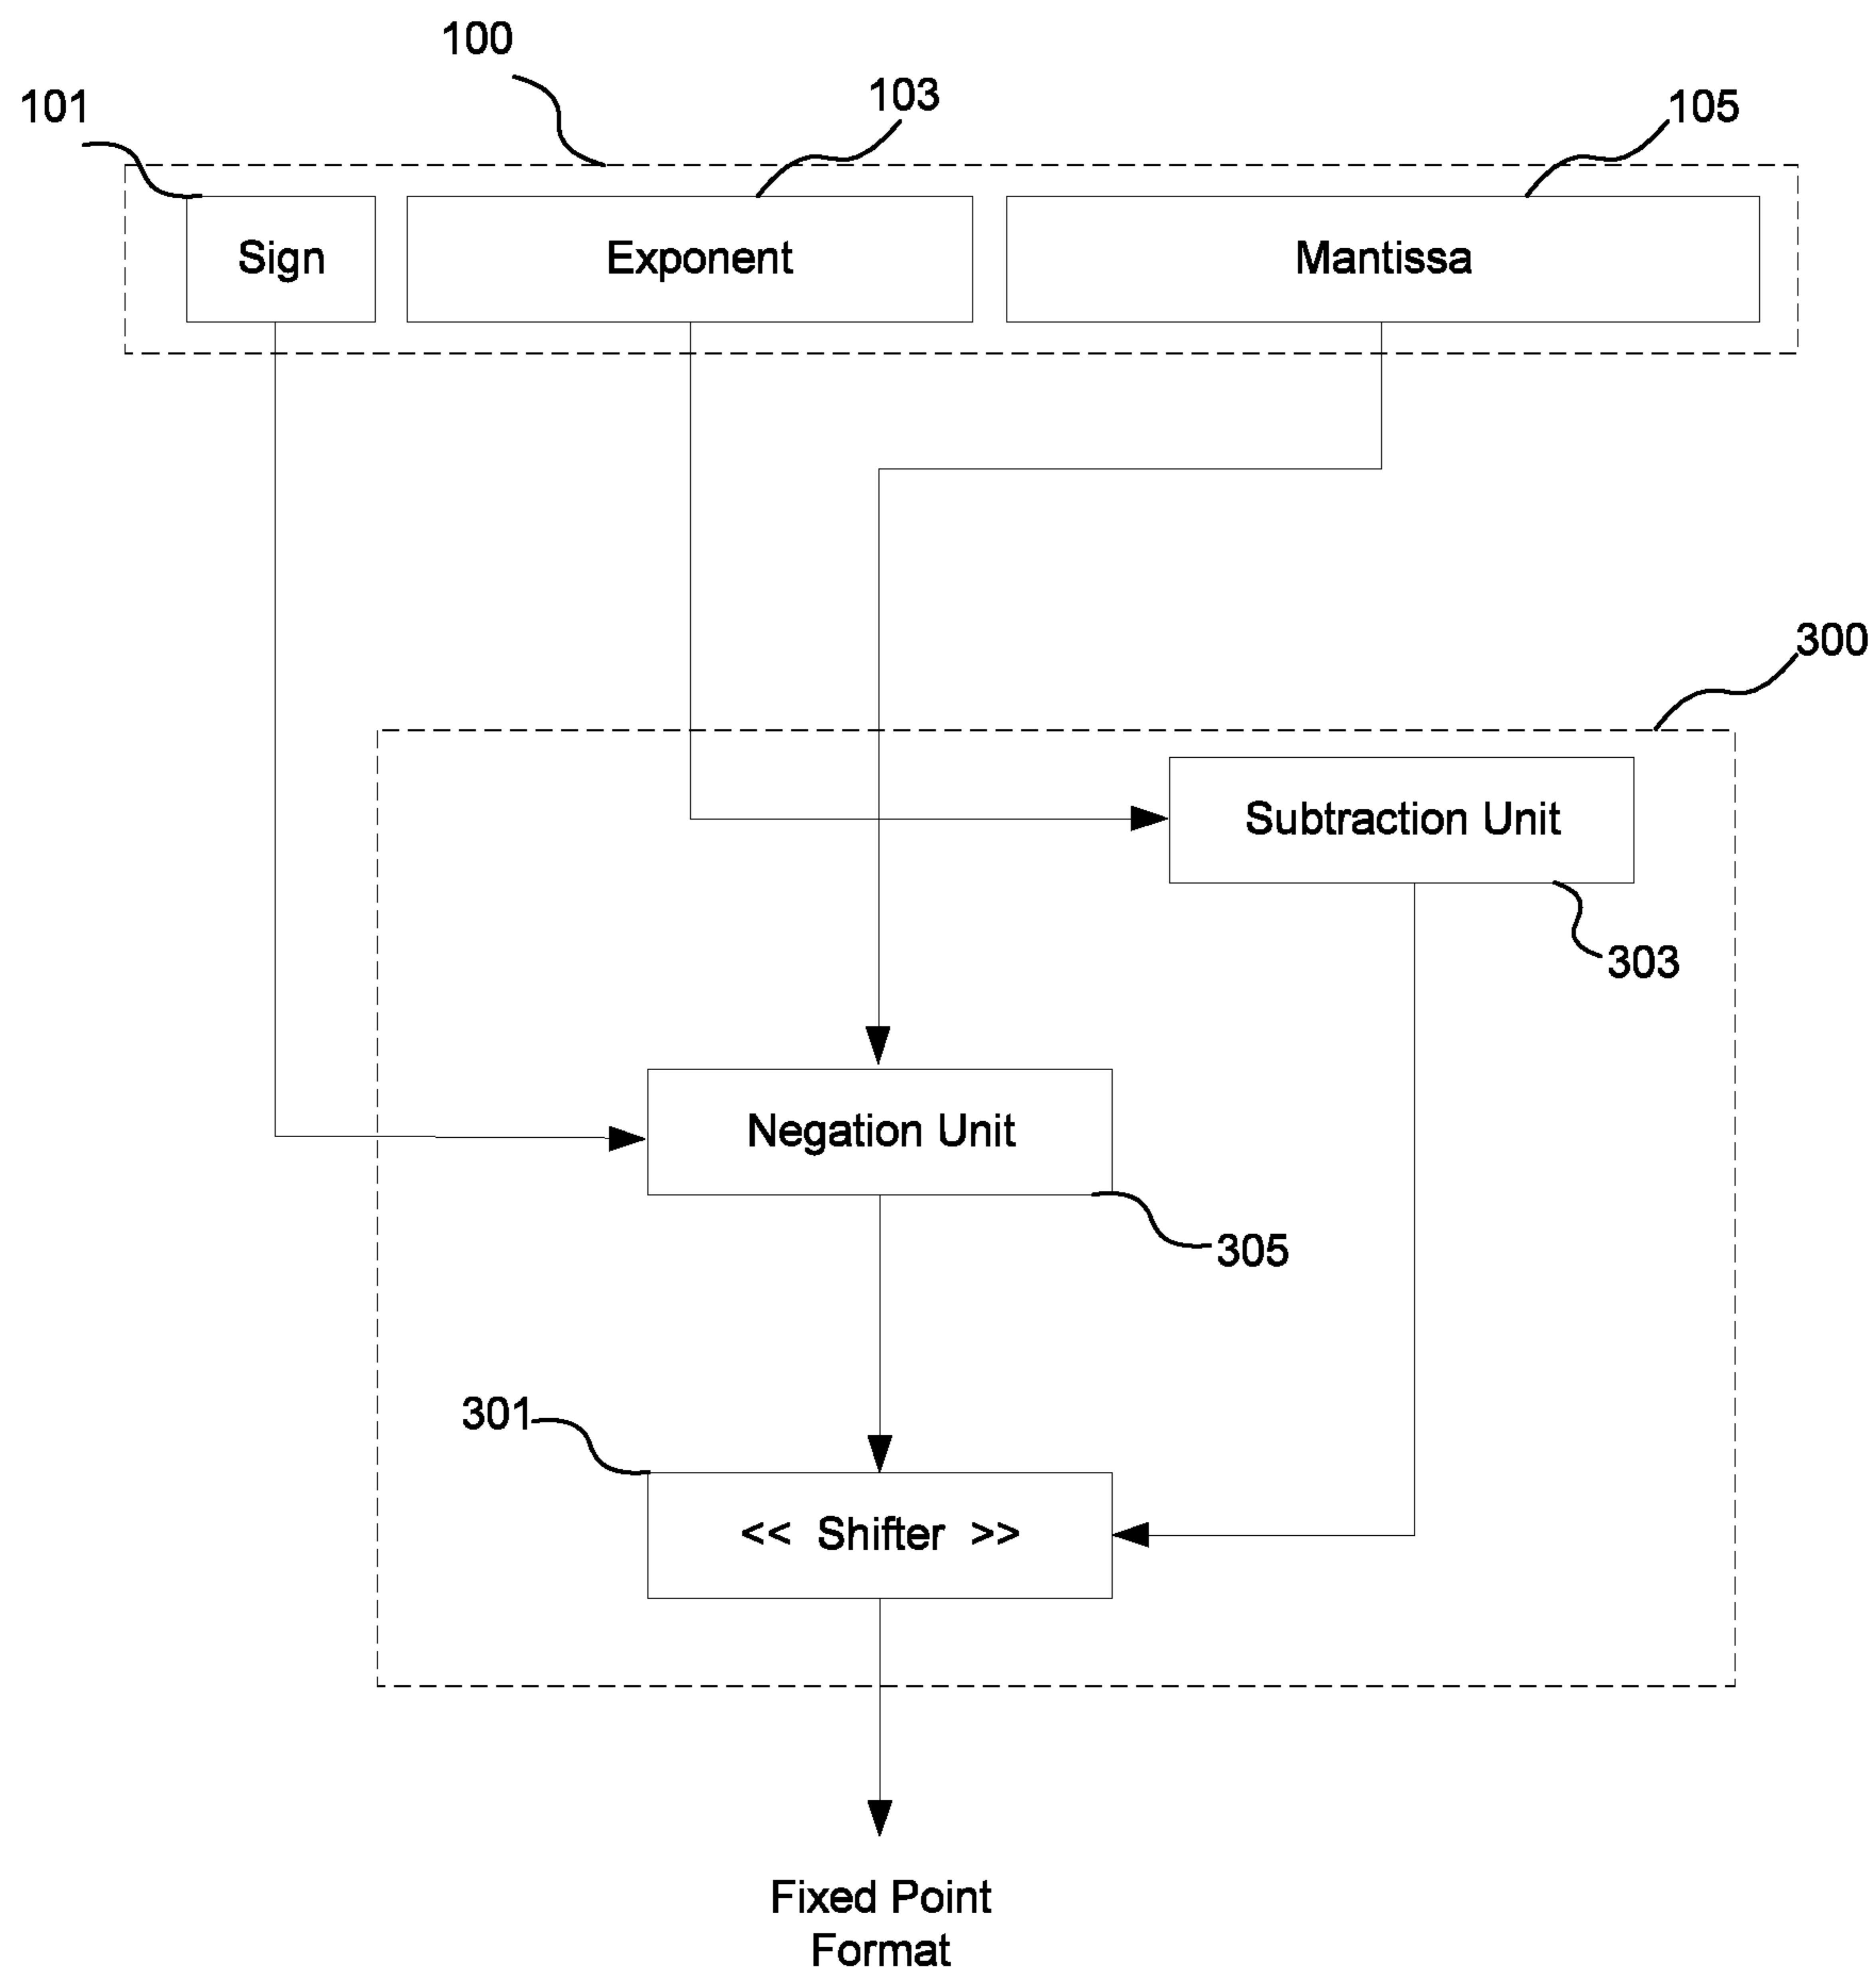 100
101
103
105
Sign
Exponent
Mantissa
300
Subtraction Unit
303
Negation Unit
305
301
<< Shifter >>
Fixed Point
Format